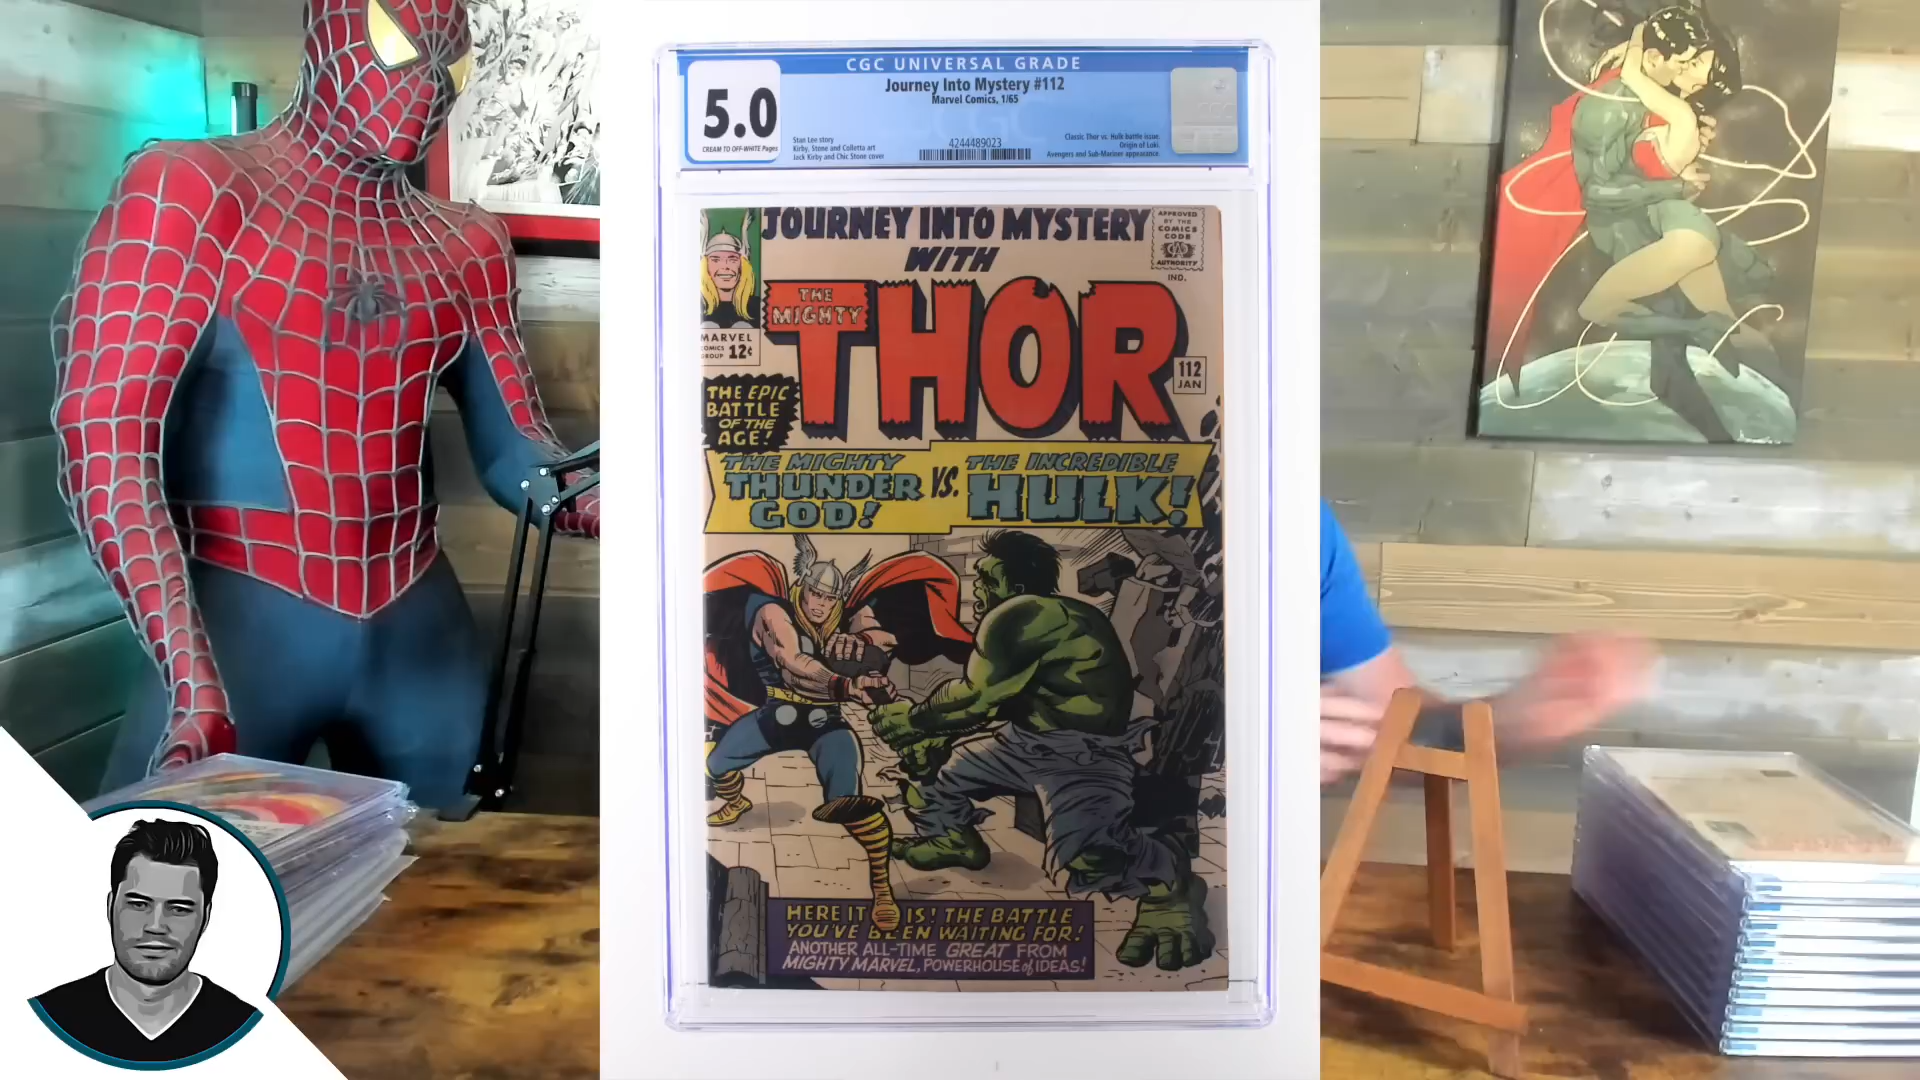 CGC UNIVERSAL GRADE
Journey Into Mystery #112
Marvel Comics, 1/65
5.0
CREAM TO OFF-WHITE Pages
Stan Lee story
Kirby, Stone and Colletta art
Jack Kirby and Chic Stone cover
4244489023
Classic Thor vs. Hulk battle issue.
Origin of Loki.
Avengers and Sub-Mariner appearance.
JOURNEY INTO MYSTERY
WITH
THE
MIGHTY
THOR
APPROVED
BY THE
COMICS
CODE
AUTHORITY
IND.
MARVEL
COMICS
GROUP 12¢
112
JAN
THE EPIC
BATTLE
OF THE
AGE!
THE MIGHTY
THUNDER
GOD!
VS.
THE INCREDIBLE
HULK!
HERE IT IS! THE BATTLE
YOU'VE BEEN WAITING FOR!
ANOTHER ALL-TIME GREAT FROM
MIGHTY MARVEL, POWERHOUSE of IDEAS!